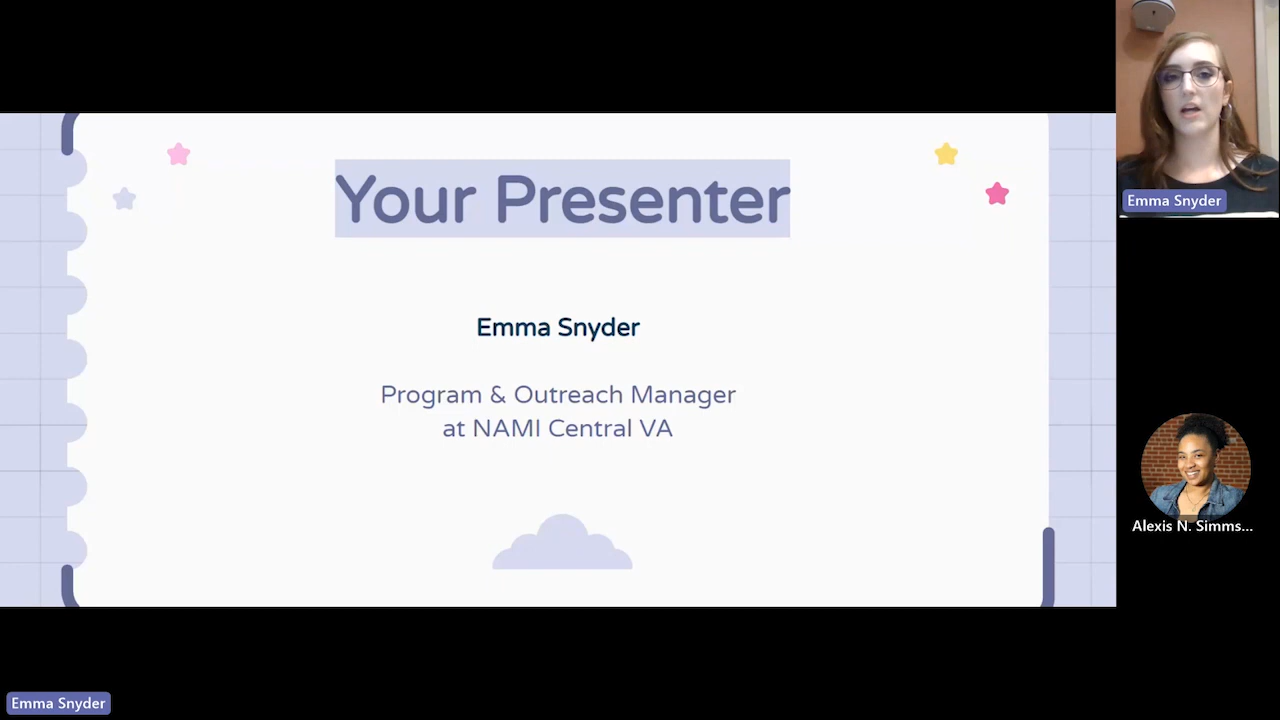 Your Presenter
Emma Snyder
Program & Outreach Manager
at NAMI Central VA
Emma Snyder
Alexis N. Simms...
Emma Snyder